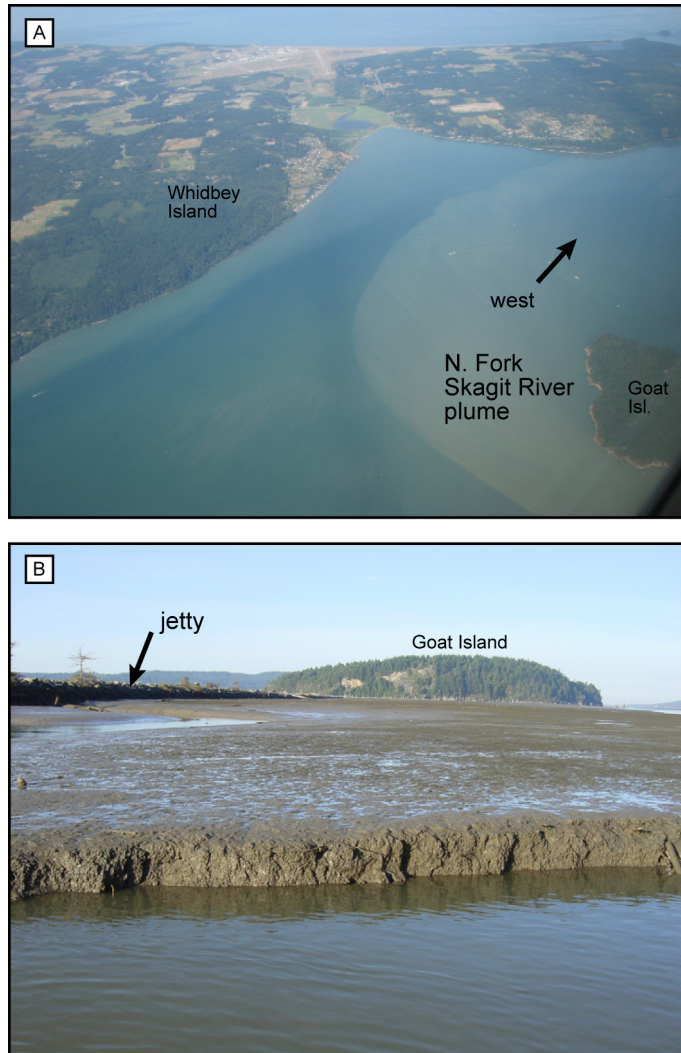 A
Whidbey
Island
west
N. Fork
Skagit River
plume
Goat
Isl.
B
jetty
Goat Island